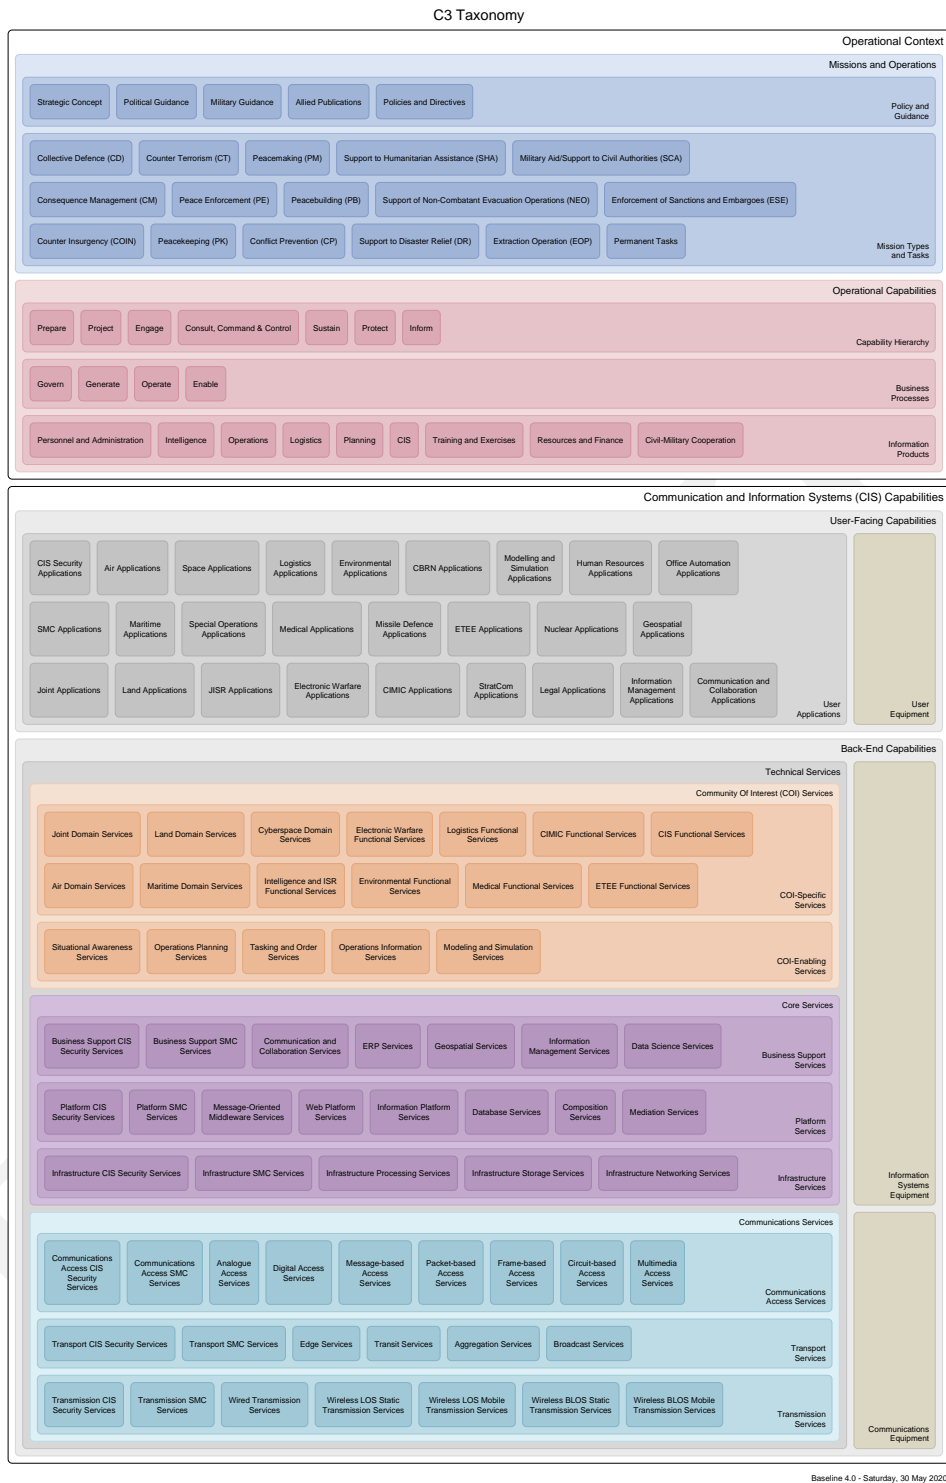 C3 Taxonomy
Operational Context
Missions and Operations
Strategic Concept
Political Guidance
Military Guidance
Allied Publications
Policies and Directives
Policy and
Guidance
Collective Defence (CD)
Counter Terrorism (CT)
Peacemaking (PM)
Support to Humanitarian Assistance (SHA)
Military Aid/Support to Civil Authorities (SCA)
Consequence Management (CM)
Peace Enforcement (PE)
Peacebuilding (PB)
Support of Non-Combatant Evacuation Operations (NEO)
Enforcement of Sanctions and Embargoes (ESE)
Counter Insurgency (COIN)
Peacekeeping (PK)
Conflict Prevention (CP)
Support to Disaster Relief (DR)
Extraction Operation (EOP)
Permanent Tasks
Mission Types
and Tasks
Operational Capabilities
Prepare
Project
Engage
Consult, Command & Control
Sustain
Protect
Inform
Capability Hierarchy
Govern
Generate
Operate
Enable
Business
Processes
Personnel and Administration
Intelligence
Operations
Logistics
Planning
CIS
Training and Exercises
Resources and Finance
Civil-Military Cooperation
Information
Products
Communication and Information Systems (CIS) Capabilities
User-Facing Capabilities
CIS Security
Applications
Air Applications
Space Applications
Logistics
Applications
Environmental
Applications
CBRN Applications
Modelling and
Simulation
Applications
Human Resources
Applications
Office Automation
Applications
SMC Applications
Maritime
Applications
Special Operations
Applications
Medical Applications
Missile Defence
Applications
ETEE Applications
Nuclear Applications
Geospatial
Applications
Joint Applications
Land Applications
JISR Applications
Electronic Warfare
Applications
CIMIC Applications
StratCom
Applications
Legal Applications
Information
Management
Applications
Communication and
Collaboration
Applications
User
Applications
User
Equipment
Back-End Capabilities
Technical Services
Community Of Interest (COI) Services
Joint Domain Services
Land Domain Services
Cyberspace Domain
Services
Electronic Warfare
Functional Services
Logistics Functional
Services
CIMIC Functional Services
CIS Functional Services
Air Domain Services
Maritime Domain Services
Intelligence and ISR
Functional Services
Environmental Functional
Services
Medical Functional Services
ETEE Functional Services
COI-Specific
Services
Situational Awareness
Services
Operations Planning
Services
Tasking and Order
Services
Operations Information
Services
Modeling and Simulation
Services
COI-Enabling
Services
Core Services
Business Support CIS
Security Services
Business Support SMC
Services
Communication and
Collaboration Services
ERP Services
Geospatial Services
Information
Management Services
Data Science Services
Business Support
Services
Platform CIS
Security Services
Platform SMC
Services
Message-Oriented
Middleware Services
Web Platform
Services
Information Platform
Services
Database Services
Composition
Services
Mediation Services
Platform
Services
Infrastructure CIS Security Services
Infrastructure SMC Services
Infrastructure Processing Services
Infrastructure Storage Services
Infrastructure Networking Services
Infrastructure
Services
Information
Systems
Equipment
Communications Services
Communications
Access CIS
Security
Services
Communications
Access SMC
Services
Analogue
Access
Services
Digital Access
Services
Message-based
Access
Services
Packet-based
Access
Services
Frame-based
Access
Services
Circuit-based
Access
Services
Multimedia
Access
Services
Communications
Access Services
Transport CIS Security Services
Transport SMC Services
Edge Services
Transit Services
Aggregation Services
Broadcast Services
Transport
Services
Transmission CIS
Security Services
Transmission SMC
Services
Wired Transmission
Services
Wireless LOS Static
Transmission Services
Wireless LOS Mobile
Transmission Services
Wireless BLOS Static
Transmission Services
Wireless BLOS Mobile
Transmission Services
Transmission
Services
Communications
Equipment
Baseline 4.0 - Saturday, 30 May 2020